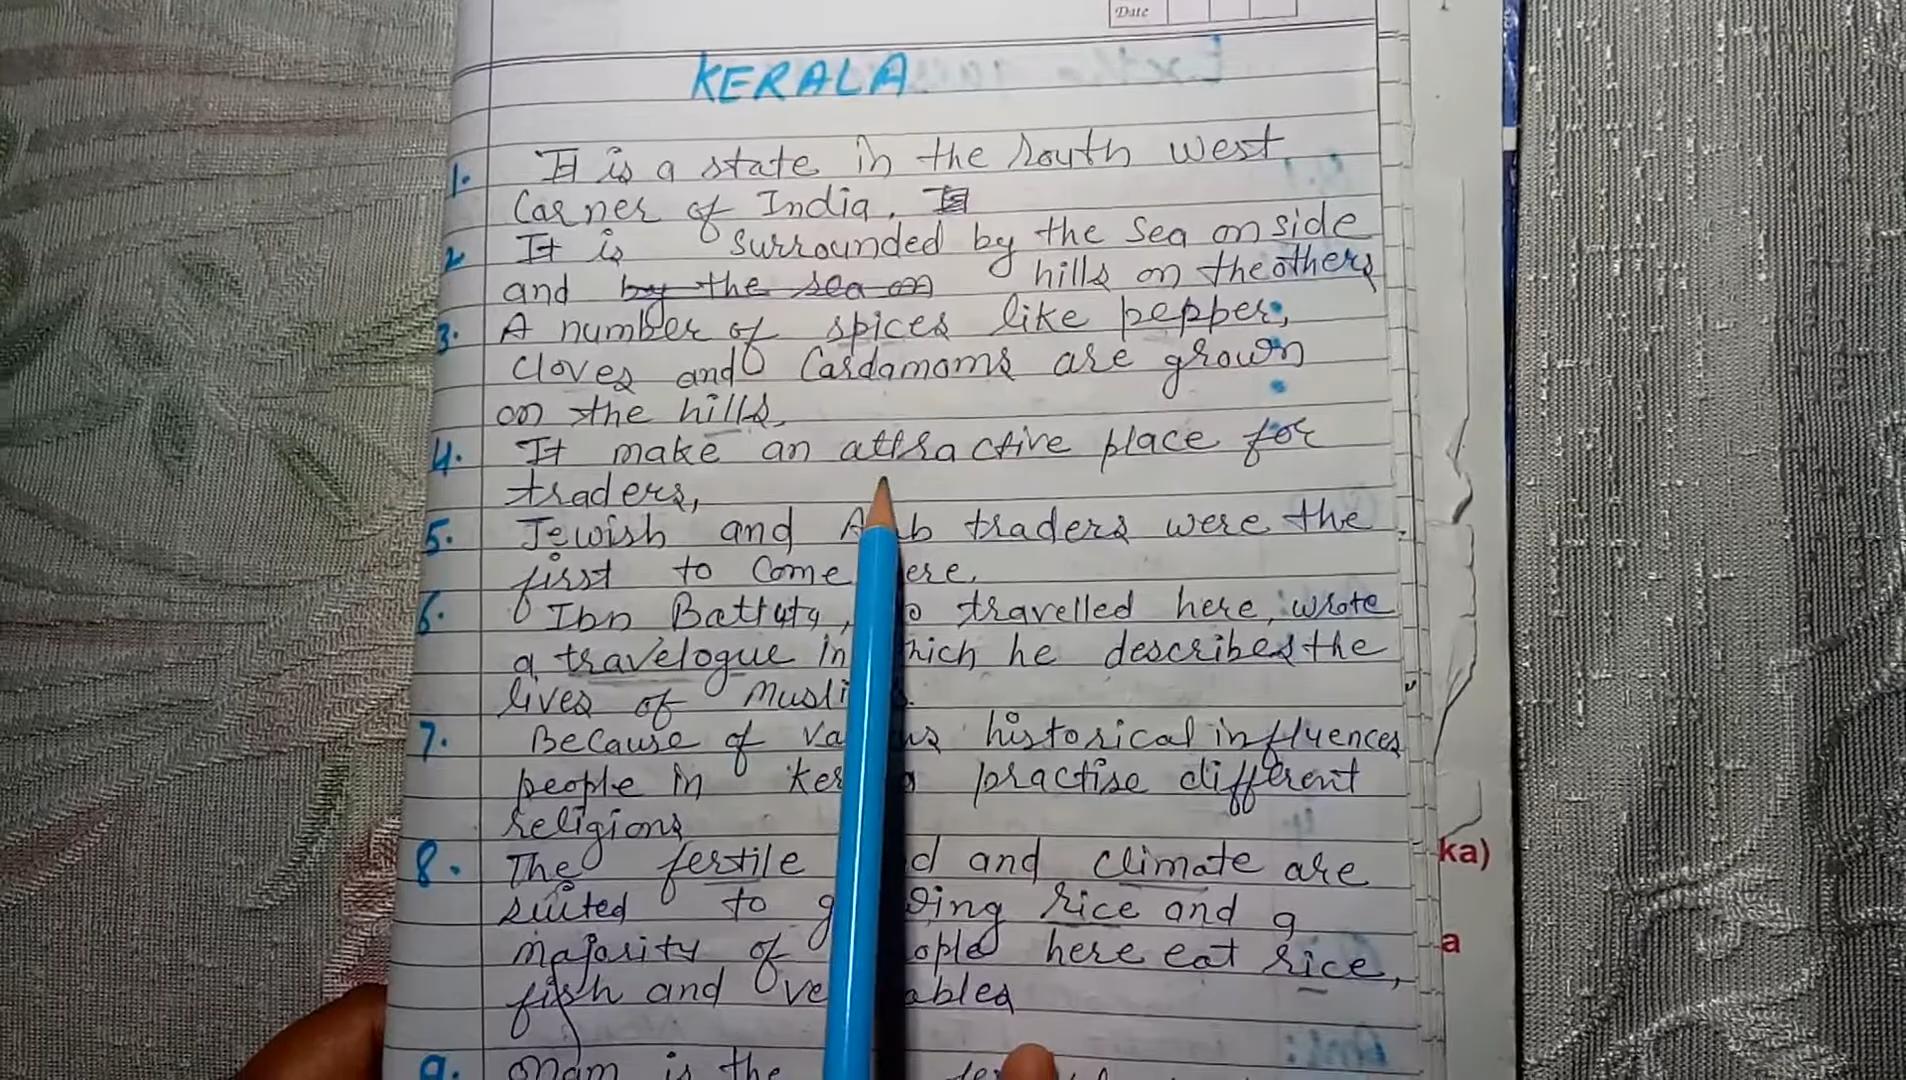 Date
KERALA
1. It is a state in the south west
Corner of India.
2. It is surrounded by the sea on side
and by the sea on hills on the others
3. A number of spices like pepper,
Cloves and Cardamoms are grown
on the hills.
4. It make an attractive place for
traders,
5. Jewish and traders were the
first to come
6. Ibn Battuta, travelled here, wrote
a travelogue in he describes the
lives of
7. Because of historical influences
people in practise different
religions
8. The fertile and climate are
suited to rice and a
majority of here eat rice,
fish and
9. Onam is the
ka)
a